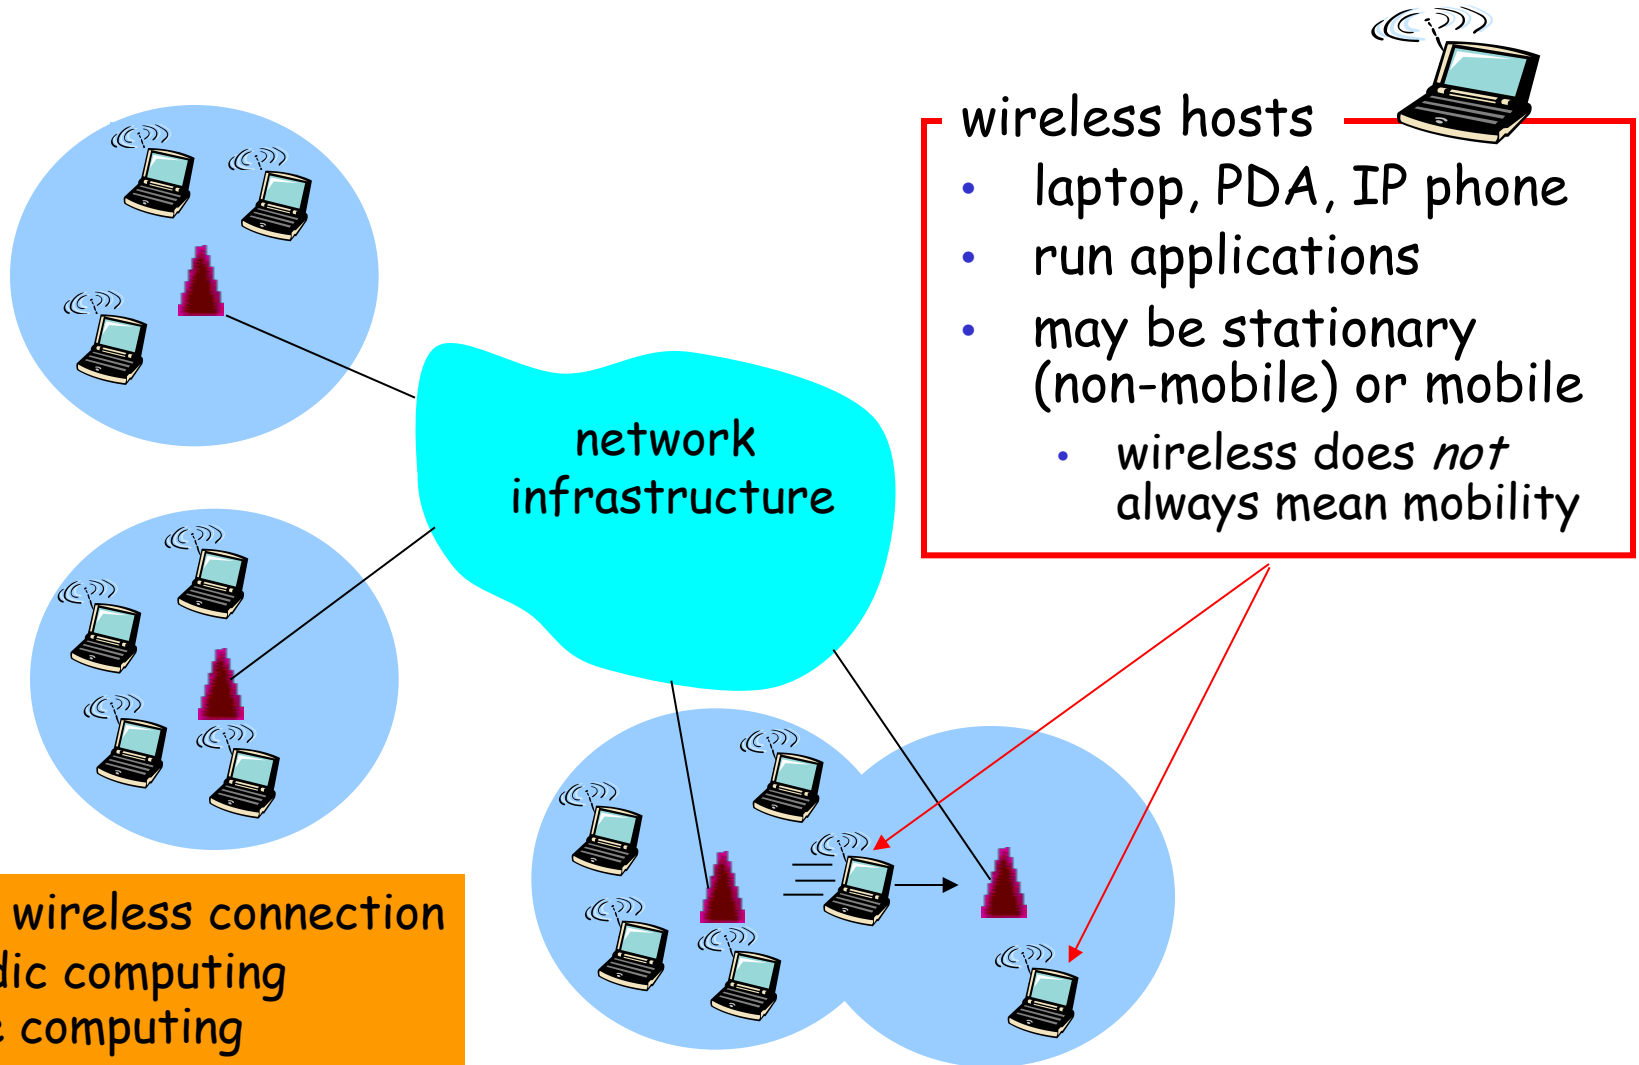 wireless hosts
• laptop, PDA, IP phone
• run applications
• may be stationary
(non-mobile) or mobile
• wireless does not
always mean mobility
network
infrastructure
wireless connection
computing
computing